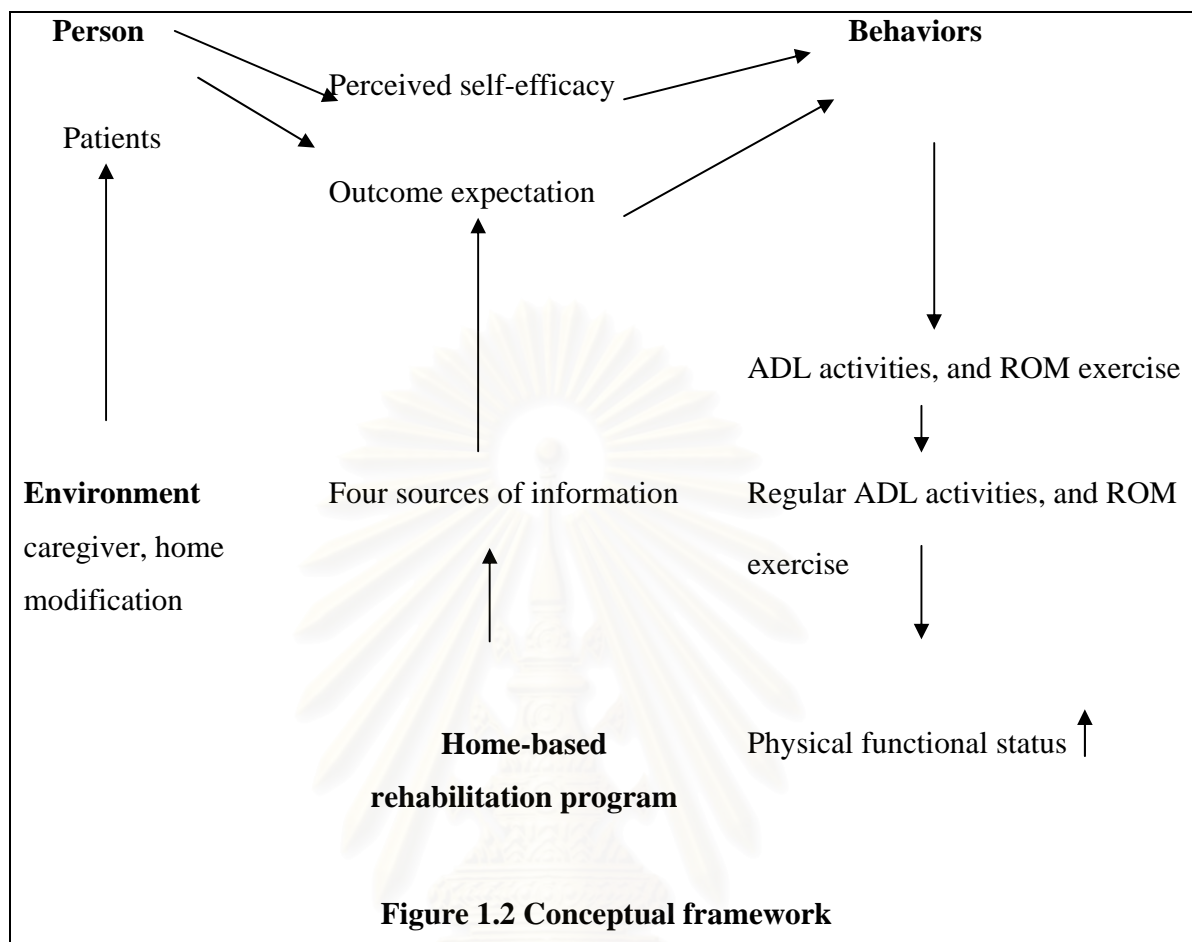 Person
Behaviors
Perceived self-efficacy
Patients
Outcome expectation
ADL activities, and ROM exercise
Environment
caregiver, home
modification
Four sources of information
Regular ADL activities, and ROM
exercise
Home-based
rehabilitation program
Physical functional status
Figure 1.2 Conceptual framework